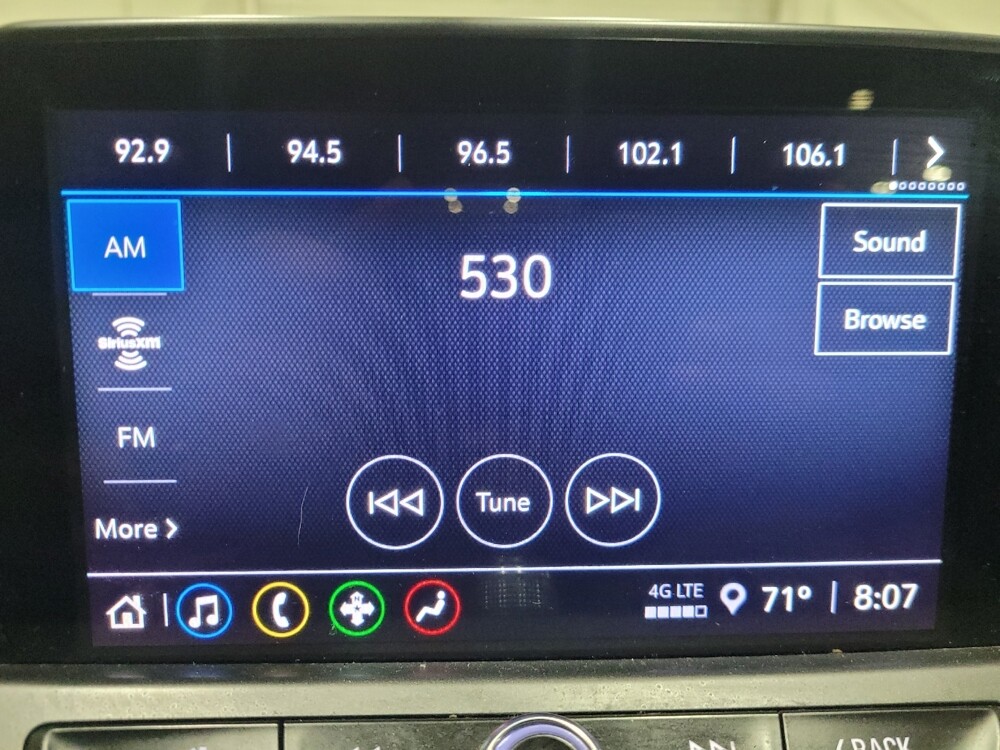 92.9 94.5 96.5 102.1 106.1
AM
530
Sound
SiriusXM
Browse
FM
Tune
More
4G LTE
71° 8:07
BACK